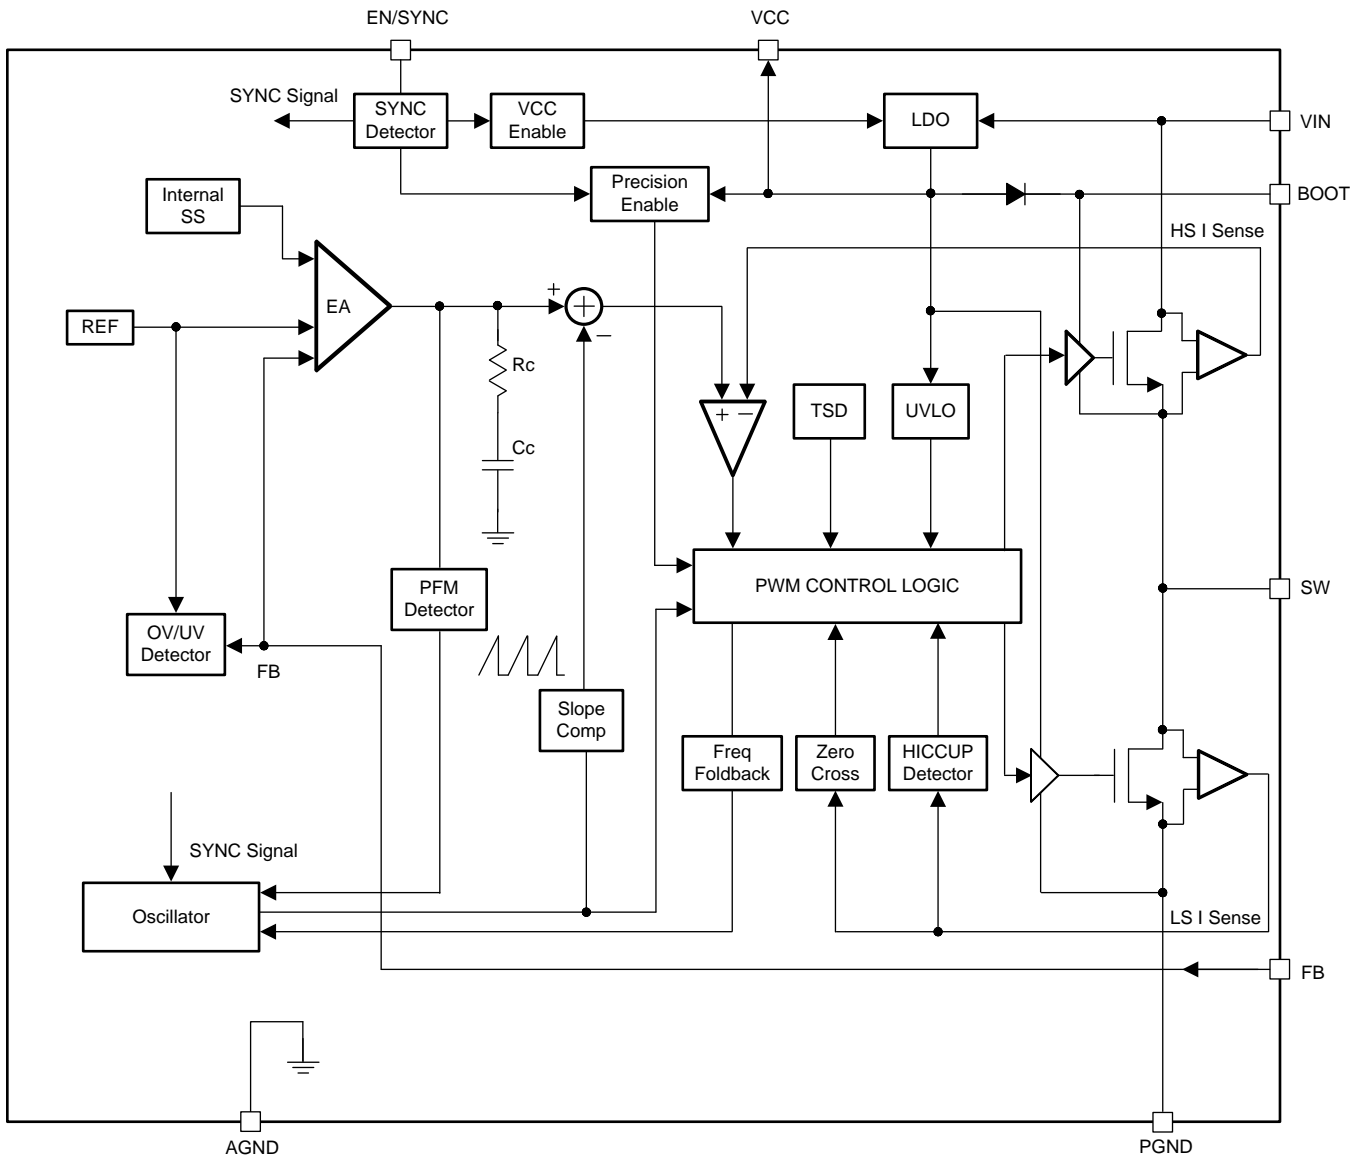 EN/SYNC
VCC
SYNC Signal
SYNC
Detector
VCC
Enable
LDO
VIN
Internal
SS
Precision
Enable
BOOT
HS I Sense
EA
+
+
−
REF
Rc
+ −
TSD
UVLO
Cc
PFM
Detector
PWM CONTROL LOGIC
SW
OV/UV
Detector
FB
Slope
Comp
Freq
Foldback
Zero
Cross
HICCUP
Detector
SYNC Signal
Oscillator
LS I Sense
FB
AGND
PGND